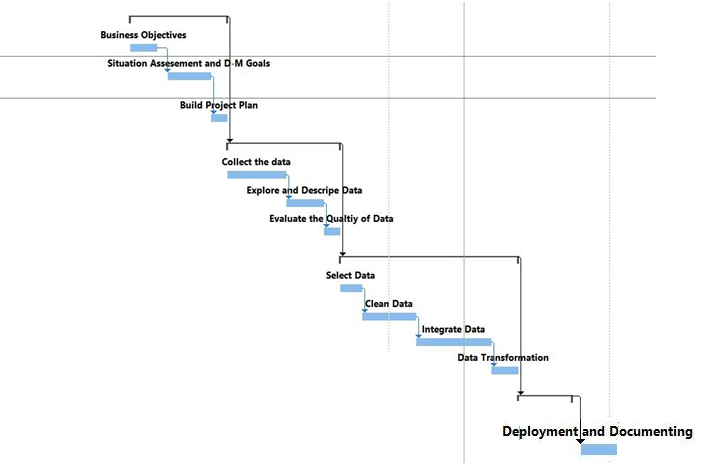 Business Objectives
Situation Assesement and D-M Goals
Build Project Plan
Collect the data
Explore and Descripe Data
Evaluate the Qualtiy of Data
Select Data
Clean Data
Integrate Data
Data Transformation
Deployment and Documenting